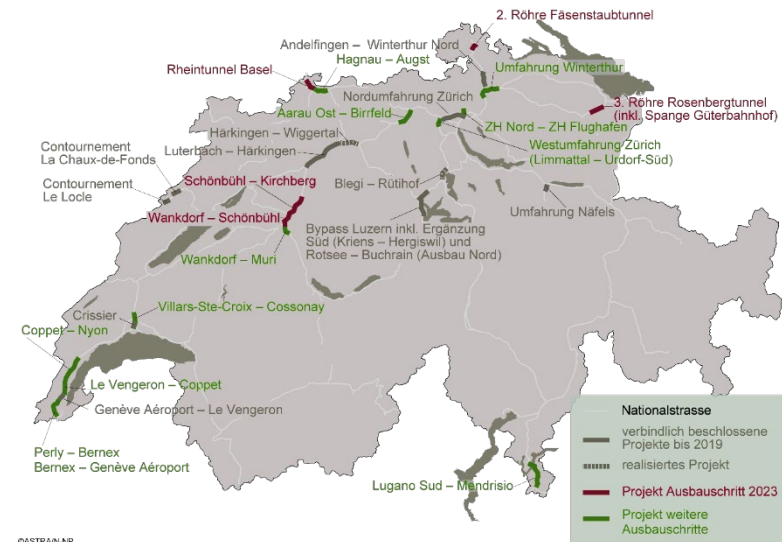 2. Röhre Fäsenstaubtunnel
Andelfingen – Winterthur Nord
Hagnau – Augst
Rheintunnel Basel
Umfahrung Winterthur
Nordumfahrung Zürich
Aarau Ost – Birrfeld
3. Röhre Rosenbergtunnel
(inkl. Spange Güterbahnhof)
Härkingen – Wiggertal
ZH Nord – ZH Flughafen
Luterbach – Härkingen
Westumfahrung Zürich
(Limmattal – Urdorf-Süd)
Contournement
La Chaux-de-Fonds
Contournement
Le Locle
Schönbühl – Kirchberg
Blegi – Rütihof
Wankdorf – Schönbühl
Umfahrung Näfels
Bypass Luzern inkl. Ergänzung
Süd (Kriens – Hergiswil) und
Rotsee – Buchrain (Ausbau Nord)
Wankdorf – Muri
Villars-Ste-Croix – Cossonay
Crissier
Coppet – Nyon
Le Vengeron – Coppet
Genève Aéroport – Le Vengeron
Perly – Bernex
Bernex – Genève Aéroport
Lugano Sud – Mendrisio
Nationalstrasse
verbindlich beschlossene
Projekte bis 2019
realisiertes Projekt
Projekt Ausbauschritt 2023
Projekt weitere
Ausbauschritte